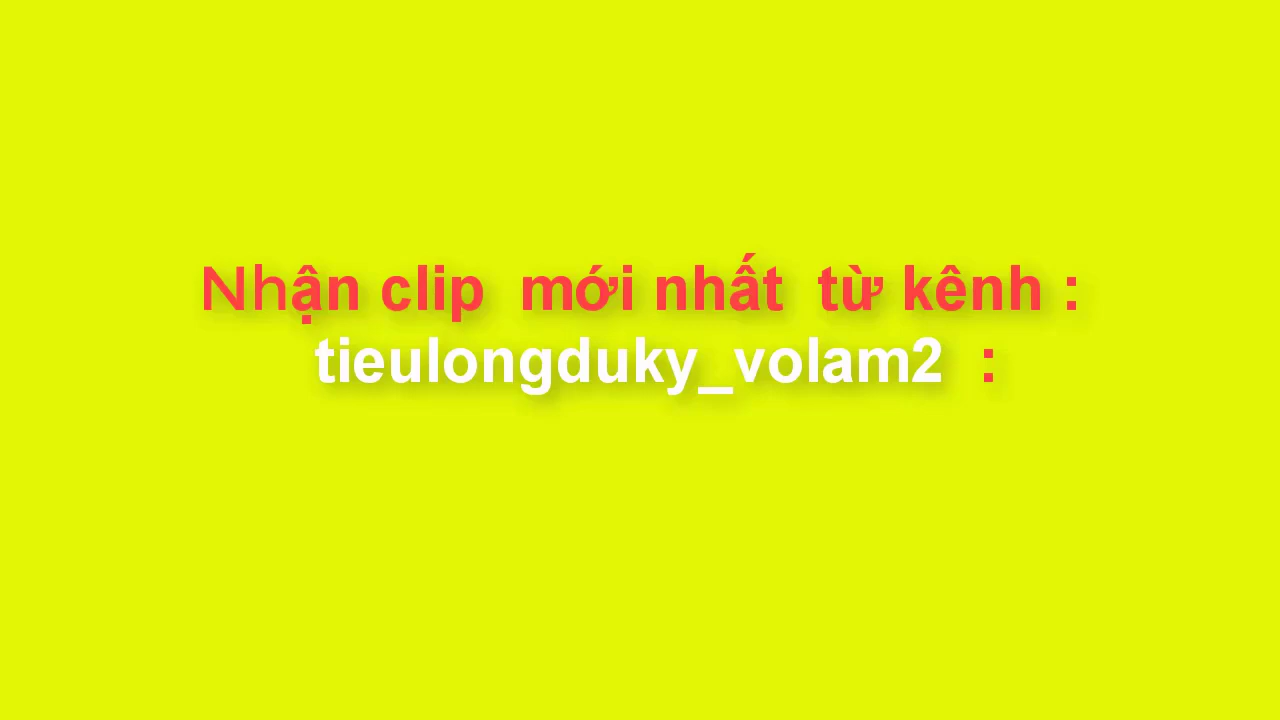 Nhận clip mới nhất từ kênh :
tieulongduky_volam2 :